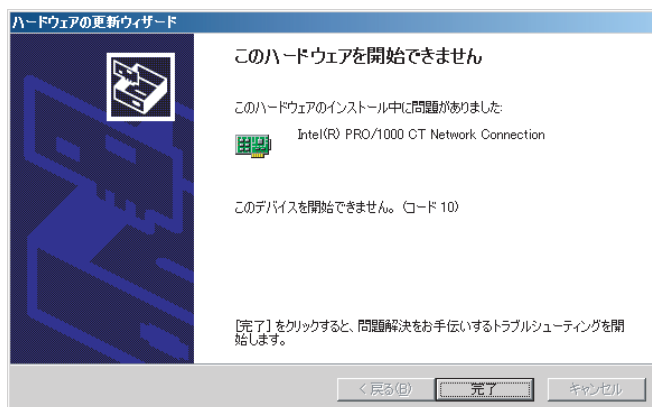 ハードウェアの更新ウィザード
このハードウェアを開始できません
このハードウェアのインストール中に問題がありました:
Intel(R) PRO/1000 CT Network Connection
このデバイスを開始できません。 (コード 10)
[完了] をクリックすると、問題解決をお手伝いするトラブルシューティングを開
始します。
< 戻る(B) 完了 キャンセル